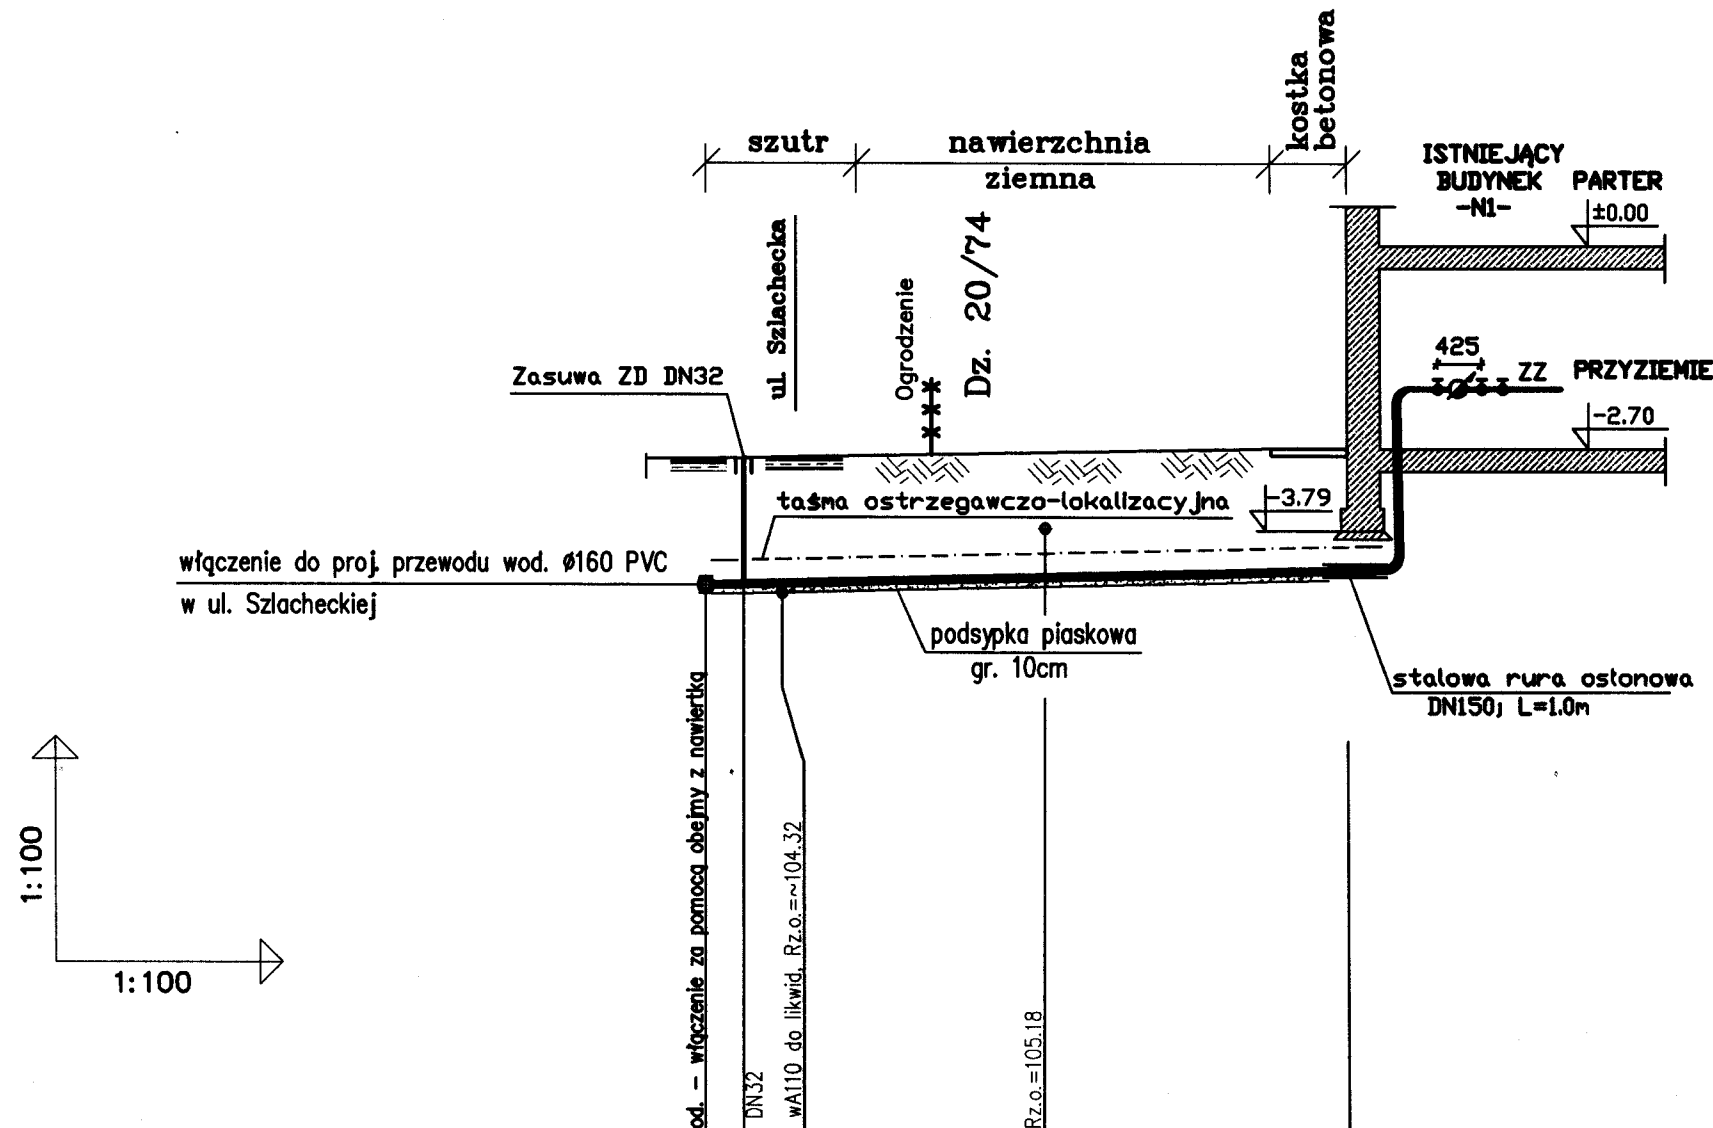 kostka
betonowa
szutr
nawierzchnia
ziemna
ISTNIEJĄCY
BUDYNEK
-N1-
PARTER
±0.00
ul. Szlachecka
Ogrodzenie
Dz. 20/74
Zasuwa ZD DN32
425
ZZ
PRZYZIEMIE
-2.70
taśma ostrzegawczo-lokalizacyjna
-3.79
włączenie do proj. przewodu wod. ø160 PVC
w ul. Szlacheckiej
podsypka piaskowa
gr. 10cm
stalowa rura osłonowa
DN150; L=1.0m
od. - włączenie za pomocą obejmy z nawiertką
DN32
wA110 do likwid, Rz.o.=~104.32
Rz.o.=105.18
1:100
1:100